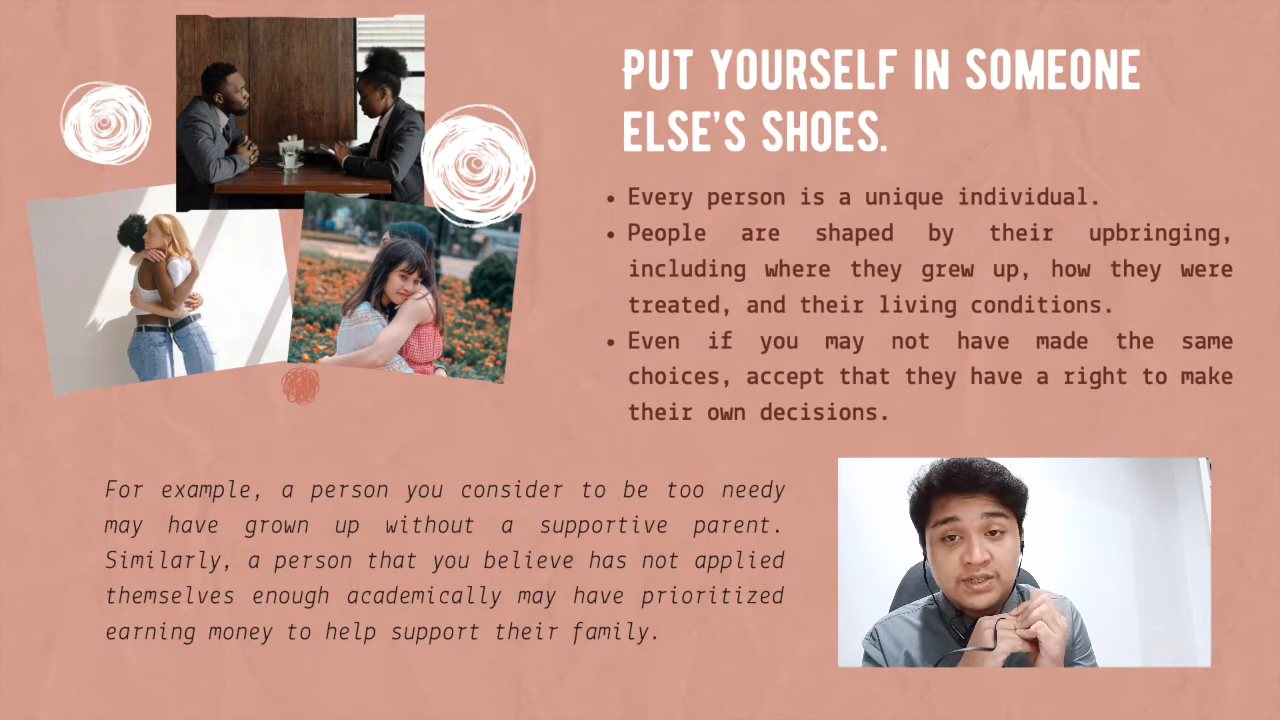 PUT YOURSELF IN SOMEONE
ELSE'S SHOES.
• Every person is a unique individual.
• People are shaped by their upbringing,
including where they grew up, how they were
treated, and their living conditions.
• Even if you may not have made the same
choices, accept that they have a right to make
their own decisions.
For example, a person you consider to be too needy
may have grown up without a supportive parent.
Similarly, a person that you believe has not applied
themselves enough academically may have prioritized
earning money to help support their family.